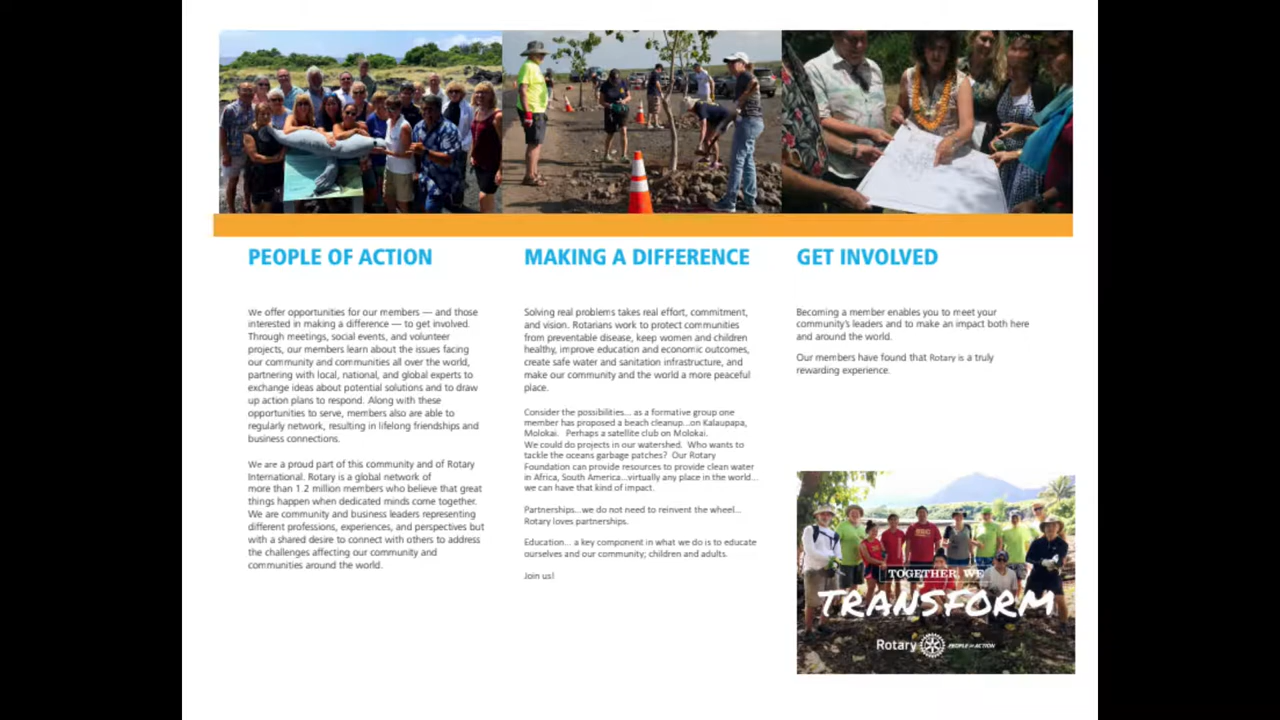 PEOPLE OF ACTION
We offer opportunities for our members — and those
interested in making a difference — to get involved.
Through meetings, social events, and volunteer
projects, our members learn about the issues facing
our community and communities all over the world,
partnering with local, national, and global experts to
exchange ideas about potential solutions and to draw
up action plans to respond. Along with these
opportunities to serve, members also are able to
regularly network, resulting in lifelong friendships and
business connections.
We are a proud part of this community and of Rotary
International. Rotary is a global network of
more than 1.2 million members who believe that great
things happen when dedicated minds come together.
We are community and business leaders representing
different professions, experiences, and perspectives but
with a shared desire to connect with others to address
the challenges affecting our community and
communities around the world.
MAKING A DIFFERENCE
Solving real problems takes real effort, commitment,
and vision. Rotarians work to protect communities
from preventable disease, keep women and children
healthy, improve education and economic outcomes,
create safe water and sanitation infrastructure, and
make our community and the world a more peaceful
place.
Consider the possibilities... as a formative group one
member has proposed a beach cleanup...on Kalaupapa,
Molokai. Perhaps a satellite club on Molokai.
We could do projects in our watershed. Who wants to
tackle the oceans garbage patches? Our Rotary
Foundation can provide resources to provide clean water
in Africa, South America...virtually any place in the world...
we can have that kind of impact.
Partnerships...we do not need to reinvent the wheel...
Rotary loves partnerships.
Education... a key component in what we do is to educate
ourselves and our community; children and adults.
Join us!
GET INVOLVED
Becoming a member enables you to meet your
community's leaders and to make an impact both here
and around the world.
Our members have found that Rotary is a truly
rewarding experience.
TOGETHER, WE
TRANSFORM
Rotary PEOPLE OF ACTION